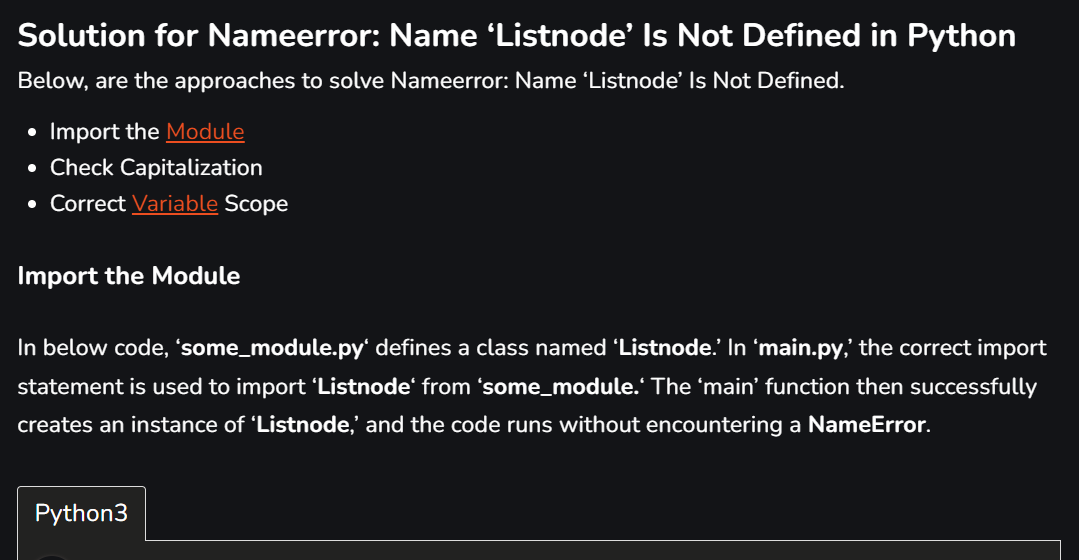 Solution for Nameerror: Name ‘Listnode’ Is Not Defined in Python
Below, are the approaches to solve Nameerror: Name ‘Listnode’ Is Not Defined.
• Import the Module
• Check Capitalization
• Correct Variable Scope
Import the Module
In below code, ‘some_module.py‘ defines a class named ‘Listnode.’ In ‘main.py,’ the correct import
statement is used to import ‘Listnode‘ from ‘some_module.‘ The ‘main’ function then successfully
creates an instance of ‘Listnode,’ and the code runs without encountering a NameError.
Python3